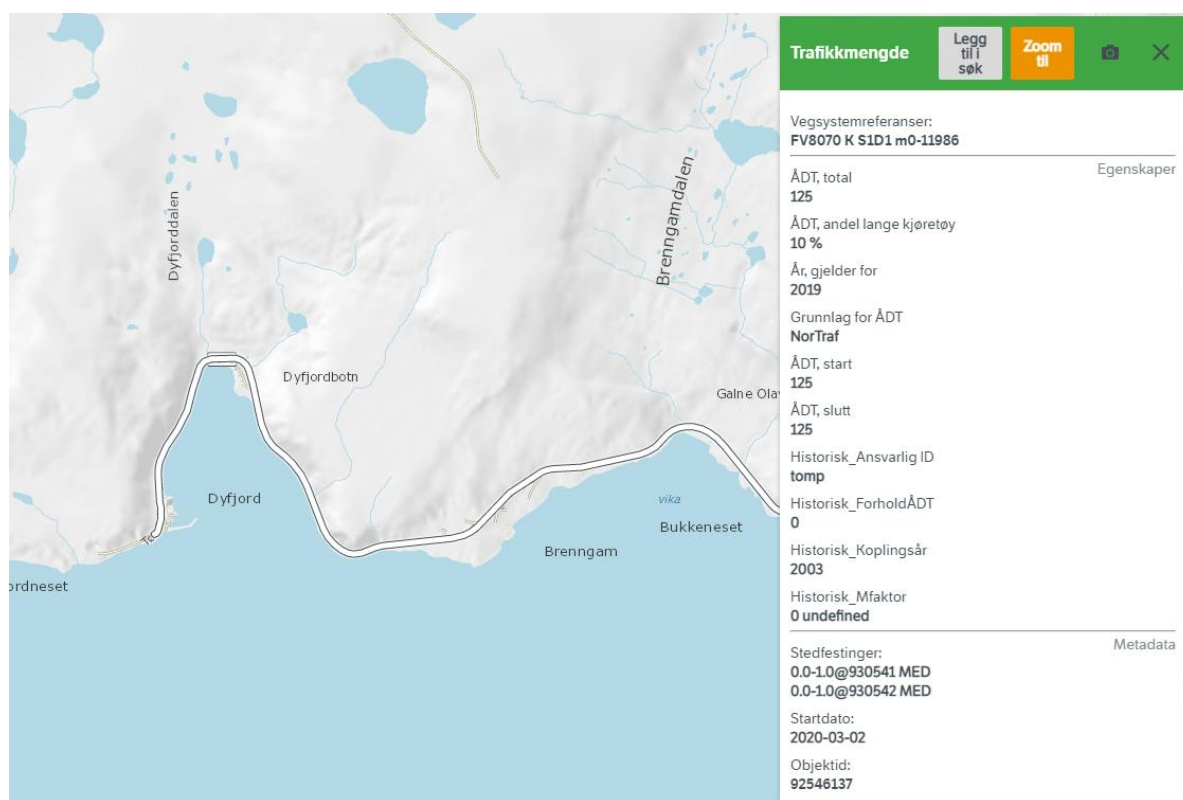 Dyfjorddalen
Brenngamdalen
Dyfjordbotn
Galne Ola
Dyfjord
vika
Bukkeneset
Brenngam
ordneset
Trafikkmengde
Legg
til i
søk
Zoom
til
Vegsystemreferanser:
FV8070 K S1D1 m0-11986
Egenskaper
ÅDT, total
125
ÅDT, andel lange kjøretøy
10 %
År, gjelder for
2019
Grunnlag for ÅDT
NorTraf
ÅDT, start
125
ÅDT, slutt
125
Historisk_Ansvarlig ID
tomp
Historisk_ForholdÅDT
0
Historisk_Koplingsår
2003
Historisk_Mfaktor
0 undefined
Metadata
Stedfestinger:
0.0-1.0@930541 MED
0.0-1.0@930542 MED
Startdato:
2020-03-02
Objektid:
92546137